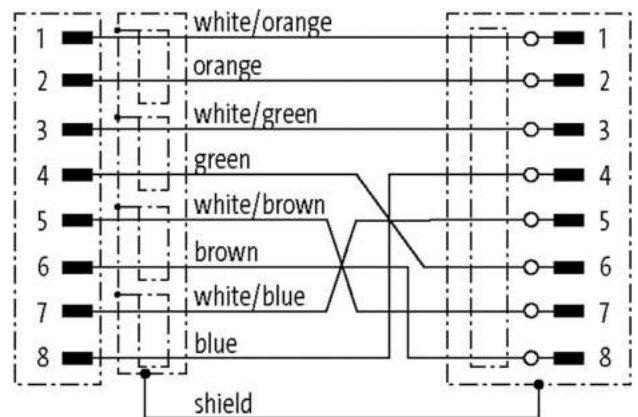 1 white/orange 1
2 orange 2
3 white/green 3
4 green 4
5 white/brown 5
6 brown 6
7 white/blue 7
8 blue 8
shield